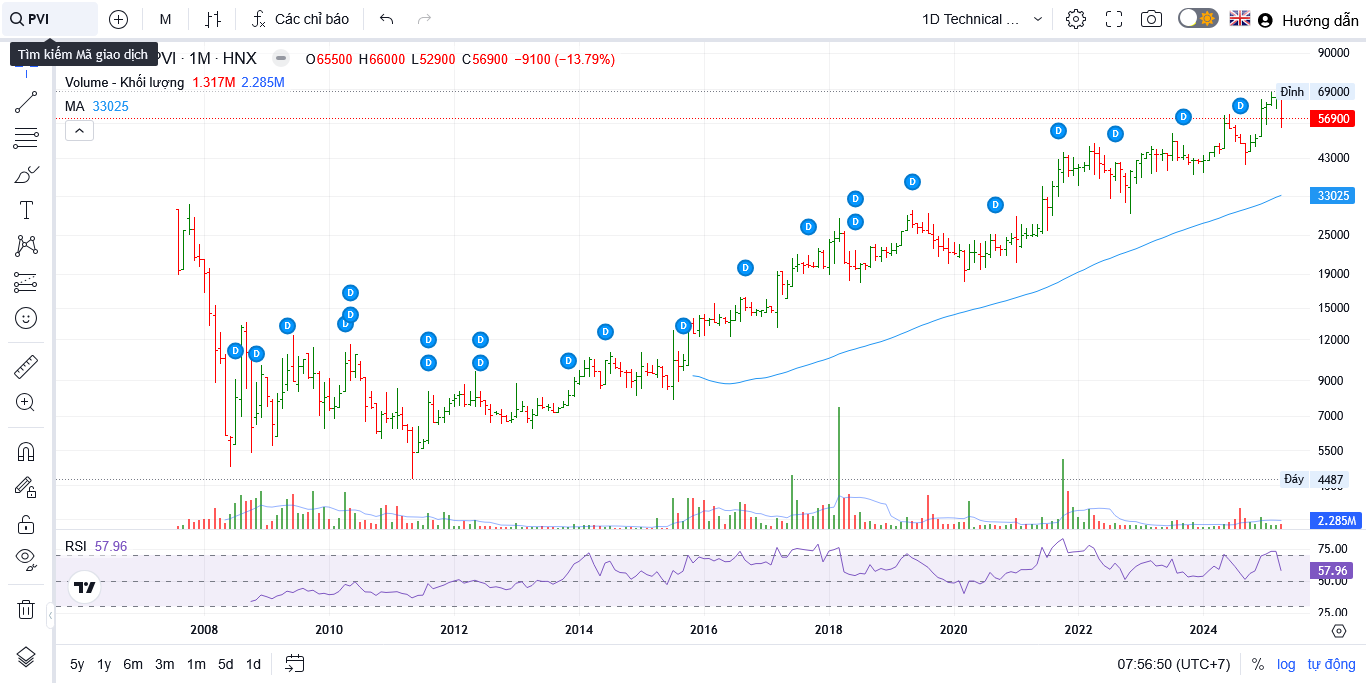 PVI M Các chỉ báo 1D Technical ... Hướng dẫn
Tìm kiếm Mã giao dịch
PVI · 1M · HNX O65500 H66000 L52900 C56900 −9100 (−13.79%)
Volume - Khối lượng 1.317M 2.285M
MA 33025
90000
Đỉnh 69000
56900
43000
33025
25000
19000
15000
12000
9000
7000
5500
Đáy 4487
2.285M
D D D D D D D D D D D D D D D D D D D D D D D D
RSI 57.96
75.00
57.96
50.00
25.00
2008 2010 2012 2014 2016 2018 2020 2022 2024
5y 1y 6m 3m 1m 5d 1d 07:56:50 (UTC+7) % log tự động